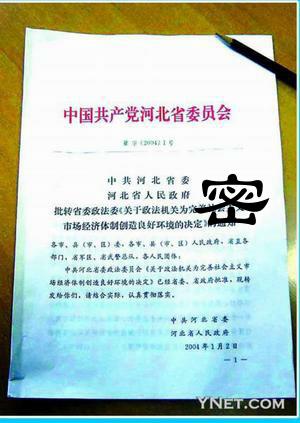 中国共产党河北省委员会
冀字〔2004〕1号
密
中共河北省委
河北省人民政府
批转省委政法委《关于政法机关为完善社会主义
市场经济体制创造良好环境的决定》的通知
各市、县（市、区）委，各市、县（市、区）人民政府，省直各
部门，省军区，省武警总队，各人民团体：
中共河北省委政法委员会《关于政法机关为完善社会主义市
场经济体制创造良好环境的决定》已经省委、省政府批准，现转
发给你们，请结合实际，认真贯彻落实。
中共河北省委
河北省人民政府
2004年1月2日
—1—
YNET.com